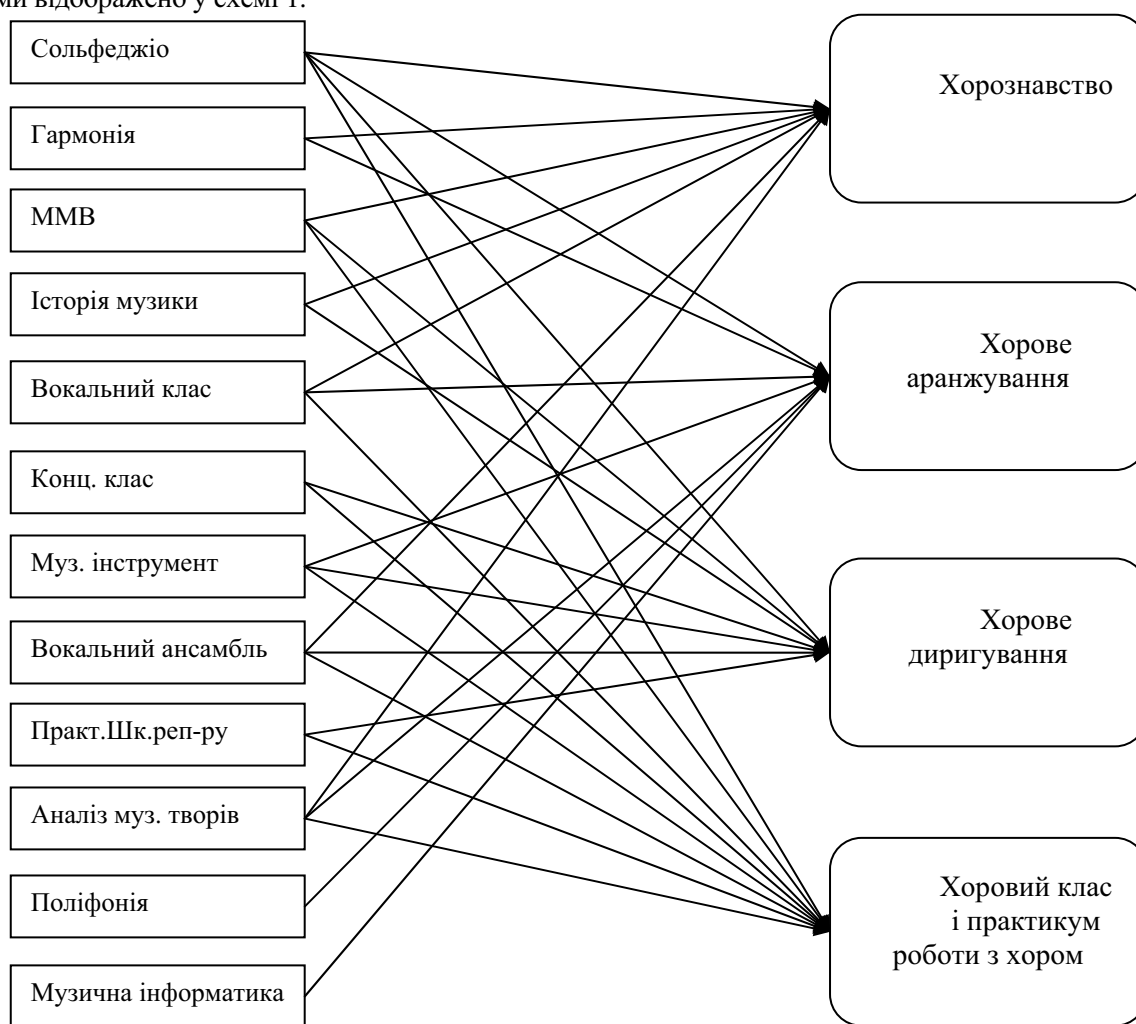 ми відображено у схемі 1.
Сольфеджіо
Гармонія
ММВ
Історія музики
Вокальний клас
Конц. клас
Муз. інструмент
Вокальний ансамбль
Практ.Шк.реп-ру
Аналіз муз. творів
Поліфонія
Музична інформатика
Хорознавство
Хорове
аранжування
Хорове
диригування
Хоровий клас
і практикум
роботи з хором